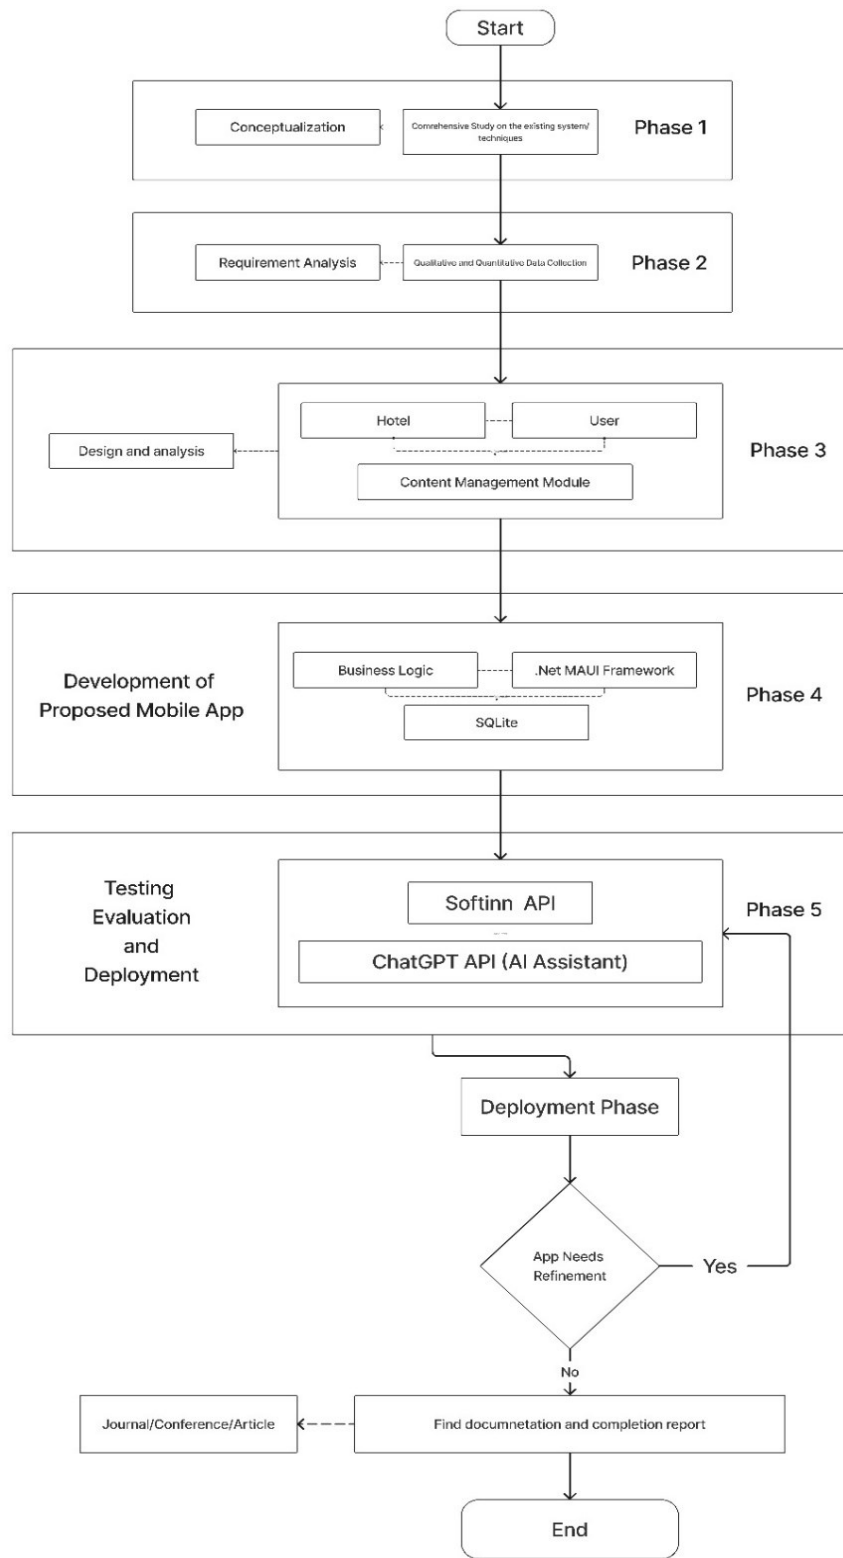 Start
Conceptualization
Comrehensive Study on the existing system/
techniques
Phase 1
Requirement Analysis
Qualitative and Quantitative Data Collection
Phase 2
Hotel
User
Design and analysis
Content Management Module
Phase 3
Development of
Proposed Mobile App
Business Logic
.Net MAUI Framework
SQLite
Phase 4
Testing
Evaluation
and
Deployment
Softinn API
ChatGPT API (AI Assistant)
Phase 5
Deployment Phase
App Needs
Refinement
Yes
No
Journal/Conference/Article
Find documnetation and completion report
End